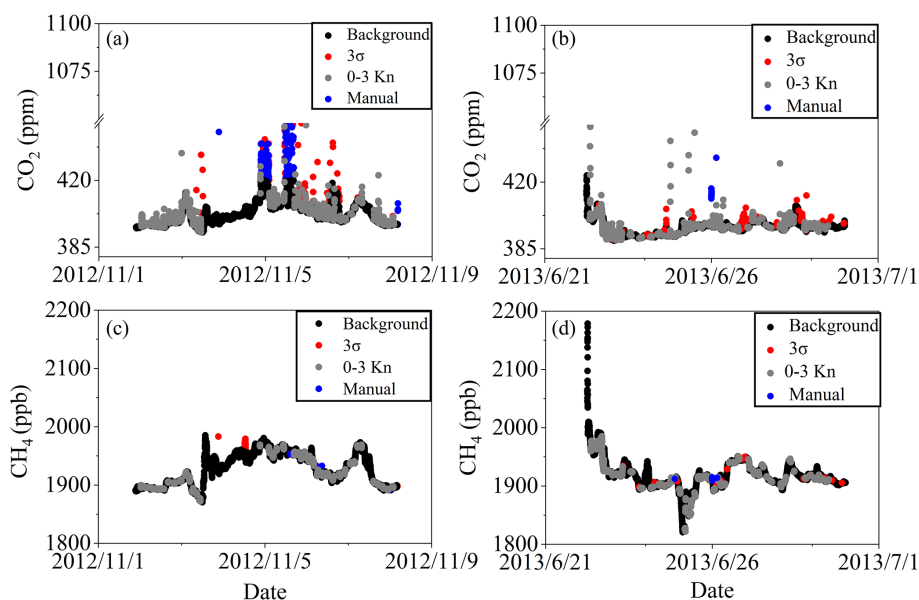 (a)
1100
1075
420
385
CO2 (ppm)
Background
3σ
0-3 Kn
Manual
2012/11/1
2012/11/5
2012/11/9
(b)
1100
1075
420
385
CO2 (ppm)
Background
3σ
0-3 Kn
Manual
2013/6/21
2013/6/26
2013/7/1
(c)
2200
2100
2000
1900
1800
CH4 (ppb)
Background
3σ
0-3 Kn
Manual
2012/11/1
2012/11/5
2012/11/9
Date
(d)
2200
2100
2000
1900
1800
CH4 (ppb)
Background
3σ
0-3 Kn
Manual
2013/6/21
2013/6/26
2013/7/1
Date